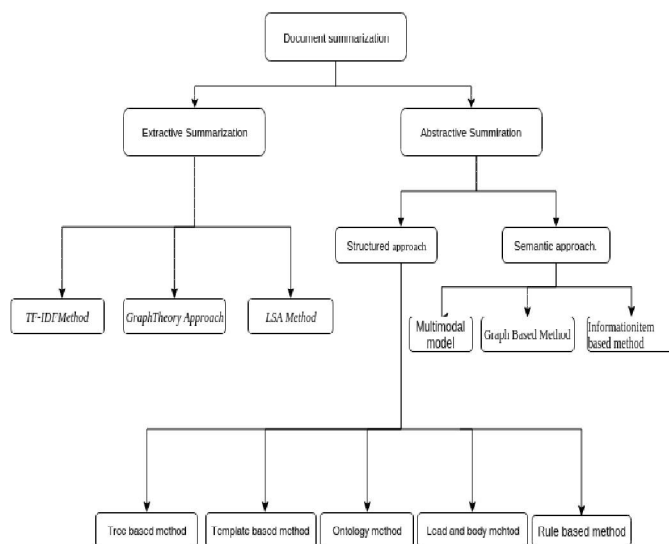 Document summarization
Extractive Summarization
Abstractive Summiration
Structured approach
Semantic approach.
TF-IDFMethod
GraphTheory Approach
LSA Method
Multimodal
model
Graph Based Method
Informationitem
based method
Tree based method
Template based method
Ontology method
Lead and body mehtod
Rule based method